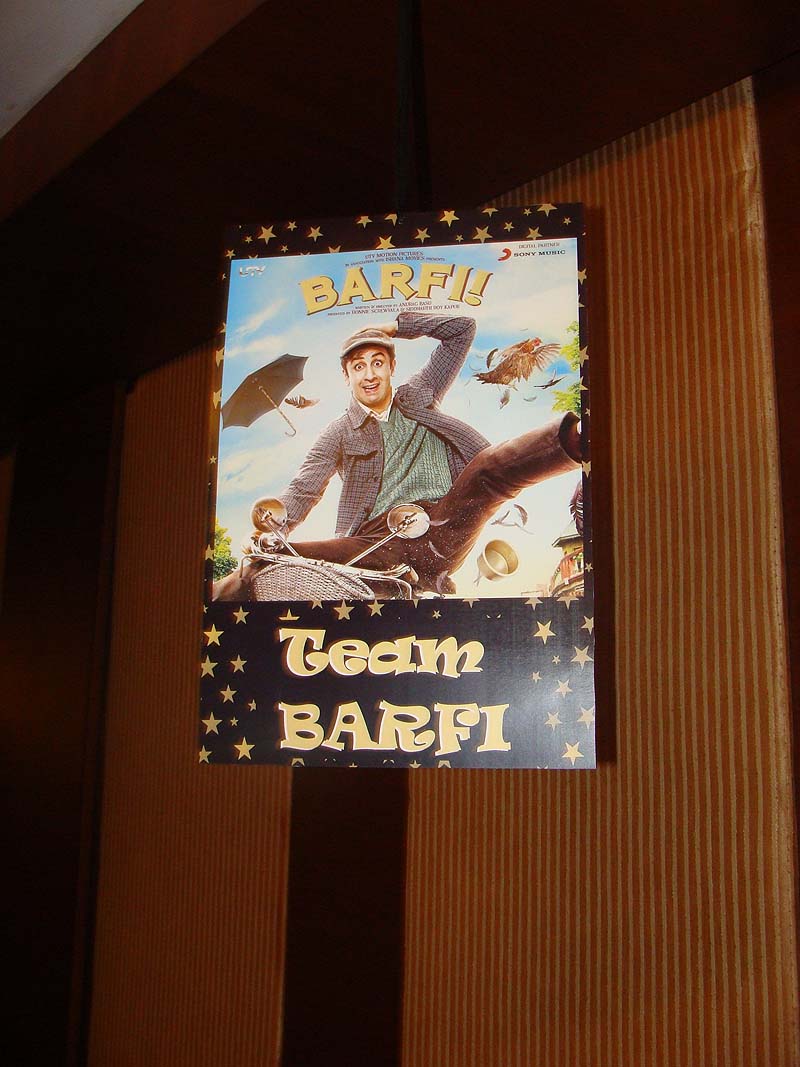 UTV MOTION PICTURES
IN ASSOCIATION WITH ISHANA MOVIES PRESENTS
DIGITAL PARTNER
UTV
SONY MUSIC
BARFI!
WRITTEN & DIRECTED BY ANURAG BASU
PRODUCED BY RONNIE SCREWVALA & SIDDHARTH ROY KAPUR
Team
BARFI